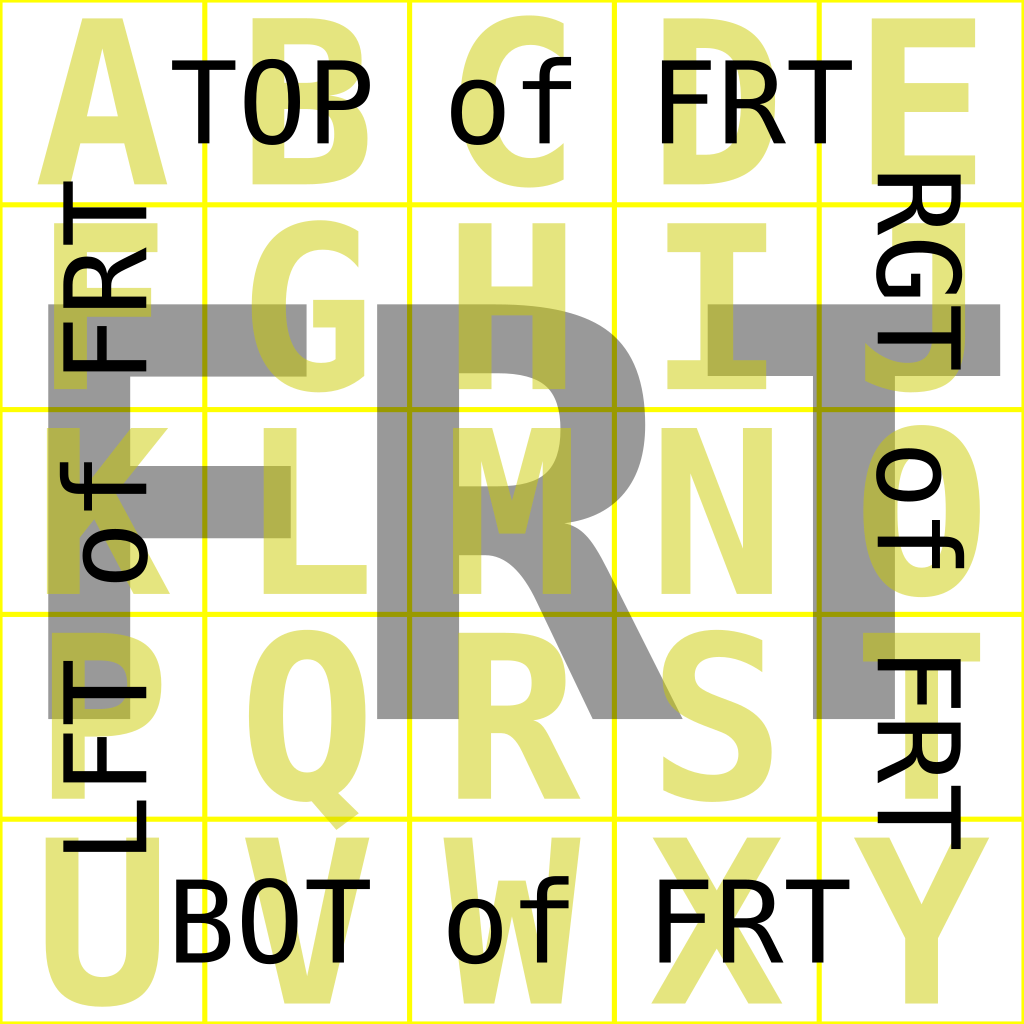 A B C D E
TOP of FRT
F G H I J
LFT of FRT
FRT
RGT of FRT
K L M N O
P Q R S T
U V W X Y
BOT of FRT